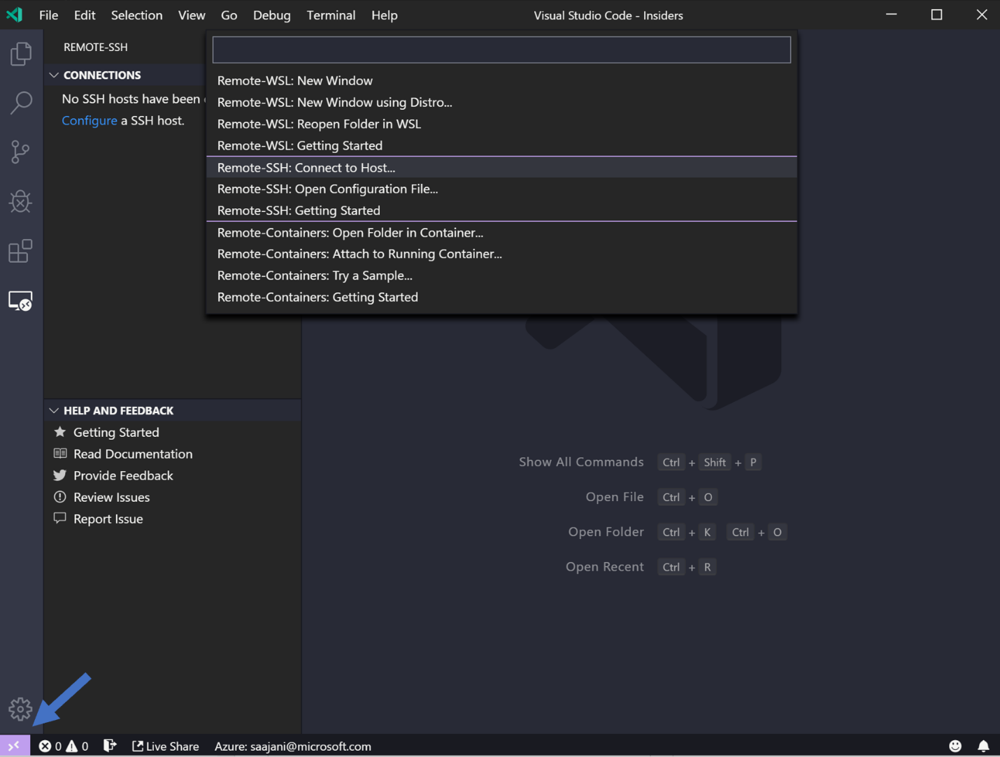 File Edit Selection View Go Debug Terminal Help Visual Studio Code - Insiders
REMOTE-SSH
CONNECTIONS
No SSH hosts have been
Configure a SSH host.
Remote-WSL: New Window
Remote-WSL: New Window using Distro...
Remote-WSL: Reopen Folder in WSL
Remote-WSL: Getting Started
Remote-SSH: Connect to Host...
Remote-SSH: Open Configuration File...
Remote-SSH: Getting Started
Remote-Containers: Open Folder in Container...
Remote-Containers: Attach to Running Container...
Remote-Containers: Try a Sample...
Remote-Containers: Getting Started
HELP AND FEEDBACK
Getting Started
Read Documentation
Provide Feedback
Review Issues
Report Issue
Show All Commands Ctrl + Shift + P
Open File Ctrl + O
Open Folder Ctrl + K Ctrl + O
Open Recent Ctrl + R
0 0 Live Share Azure: saajani@microsoft.com